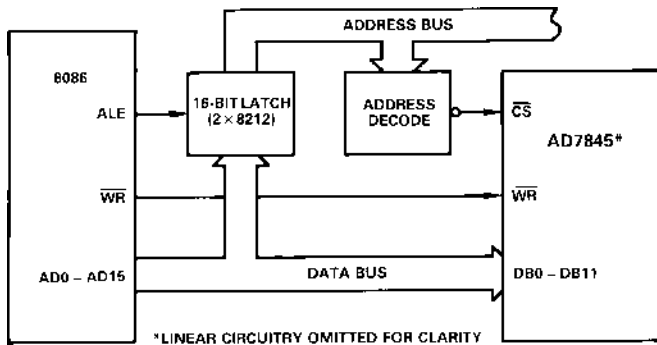 ADDRESS BUS
8086
ALE
16-BIT LATCH
(2 × 8212)
ADDRESS
DECODE
CS
AD7845*
WR
WR
AD0 – AD15
DATA BUS
DB0 – DB11
*LINEAR CIRCUITRY OMITTED FOR CLARITY